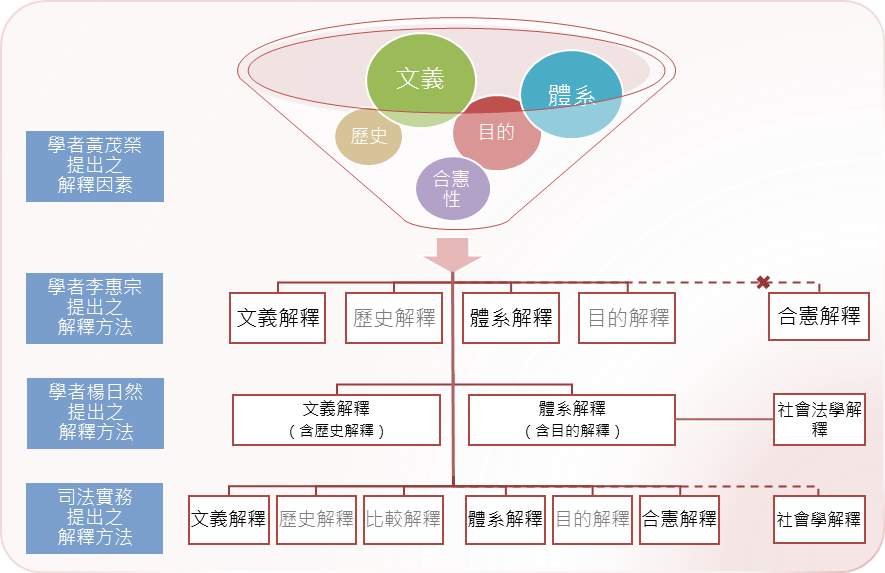 文義
體系
歷史
目的
合憲
性
學者黃茂榮
提出之
解釋因素
學者李惠宗
提出之
解釋方法
文義解釋
歷史解釋
體系解釋
目的解釋
合憲解釋
學者楊日然
提出之
解釋方法
文義解釋
（含歷史解釋）
體系解釋
（含目的解釋）
社會法學解
釋
司法實務
提出之
解釋方法
文義解釋
歷史解釋
比較解釋
體系解釋
目的解釋
合憲解釋
社會學解釋